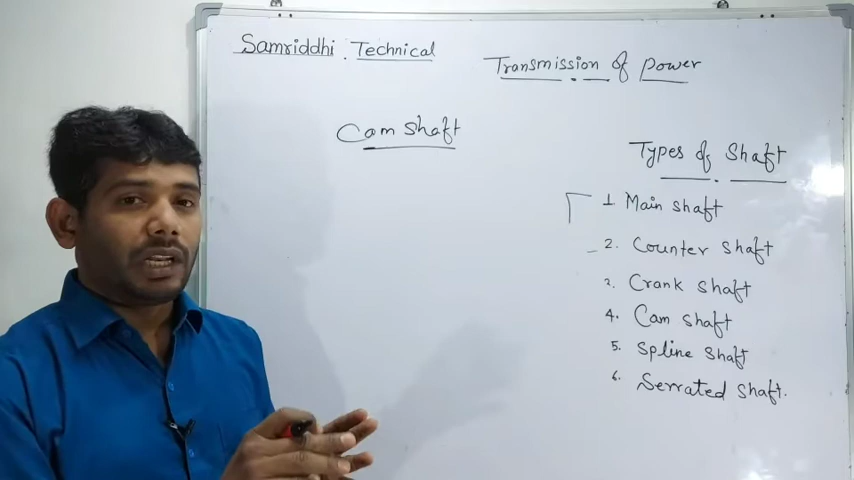 Samriddhi . Technical
Transmission of power
Cam shaft
Types of Shaft
1 Main shaft
2. Counter shaft
3. Crank shaft
4. Cam shaft
5. Spline shaft
6. Serrated shaft.